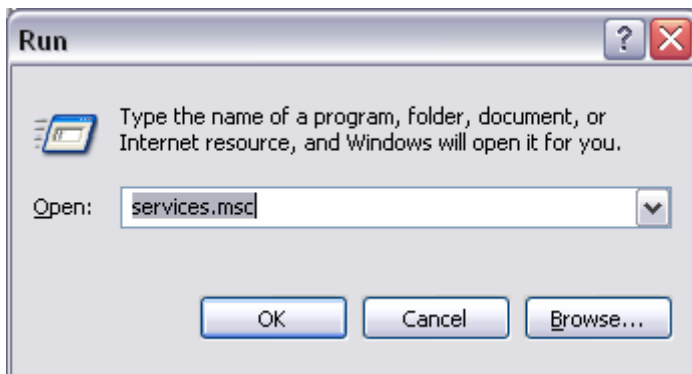 Run
Type the name of a program, folder, document, or
Internet resource, and Windows will open it for you.
Open:
services.msc
OK
Cancel
Browse...